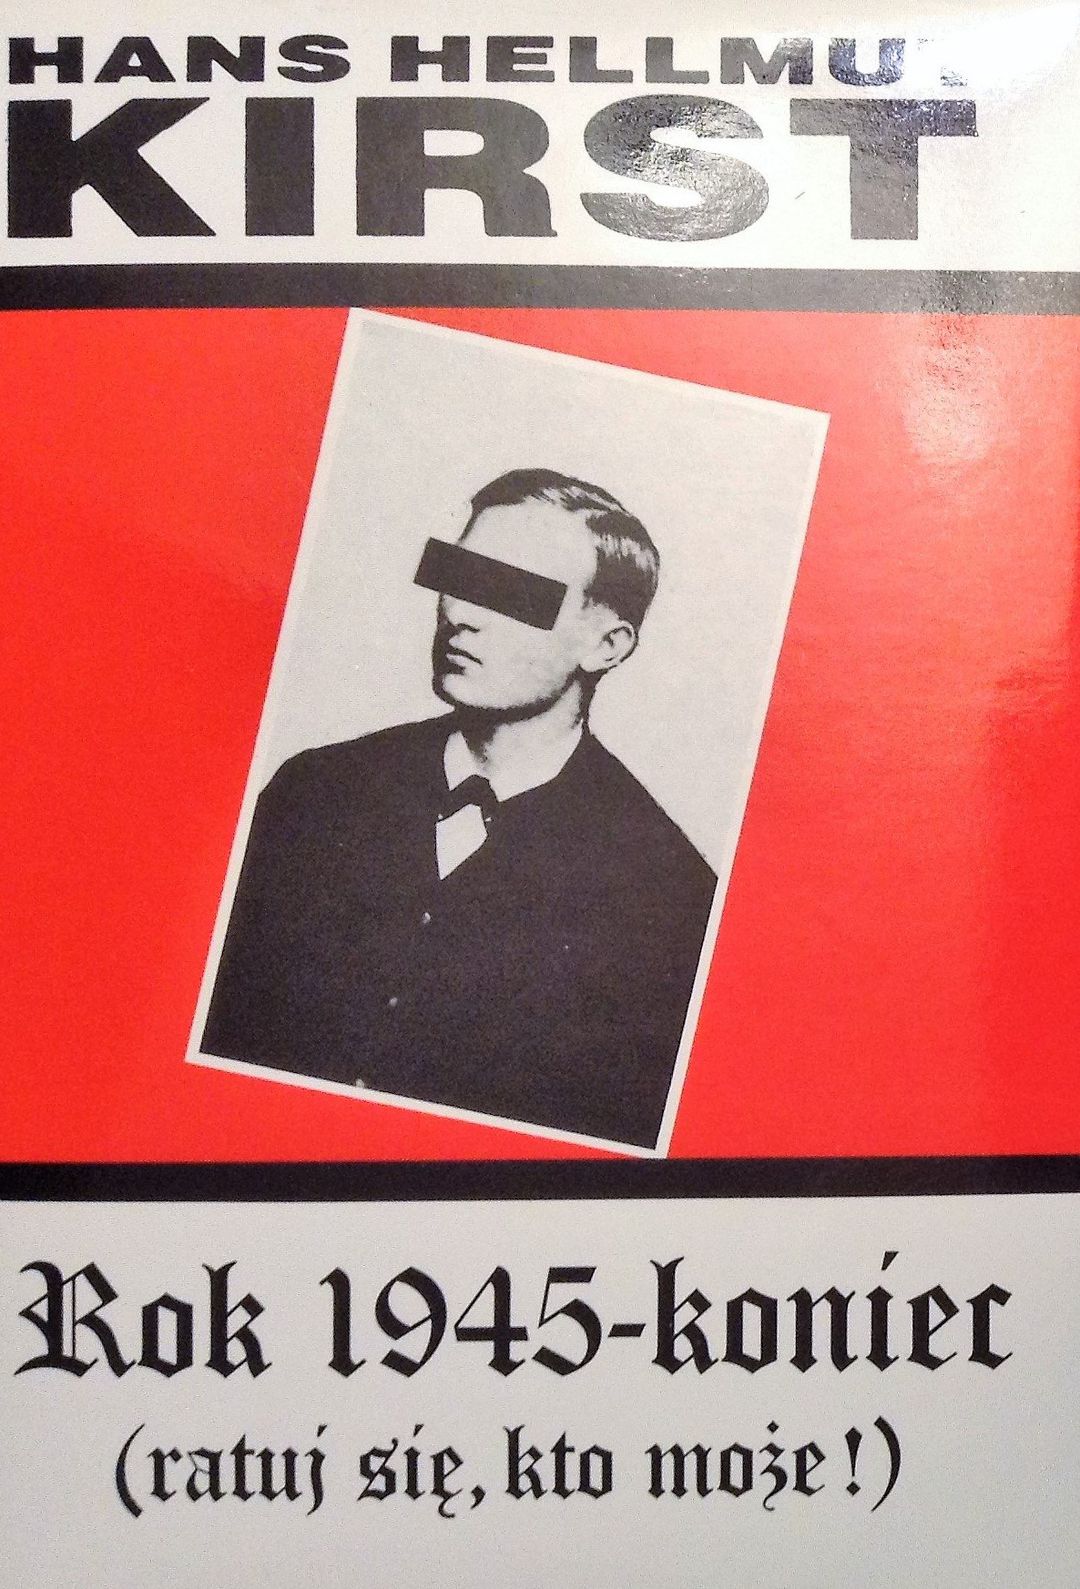 HANS HELLMUT
KIRST
Rok 1945-koniec
(ratuj się, kto może!)